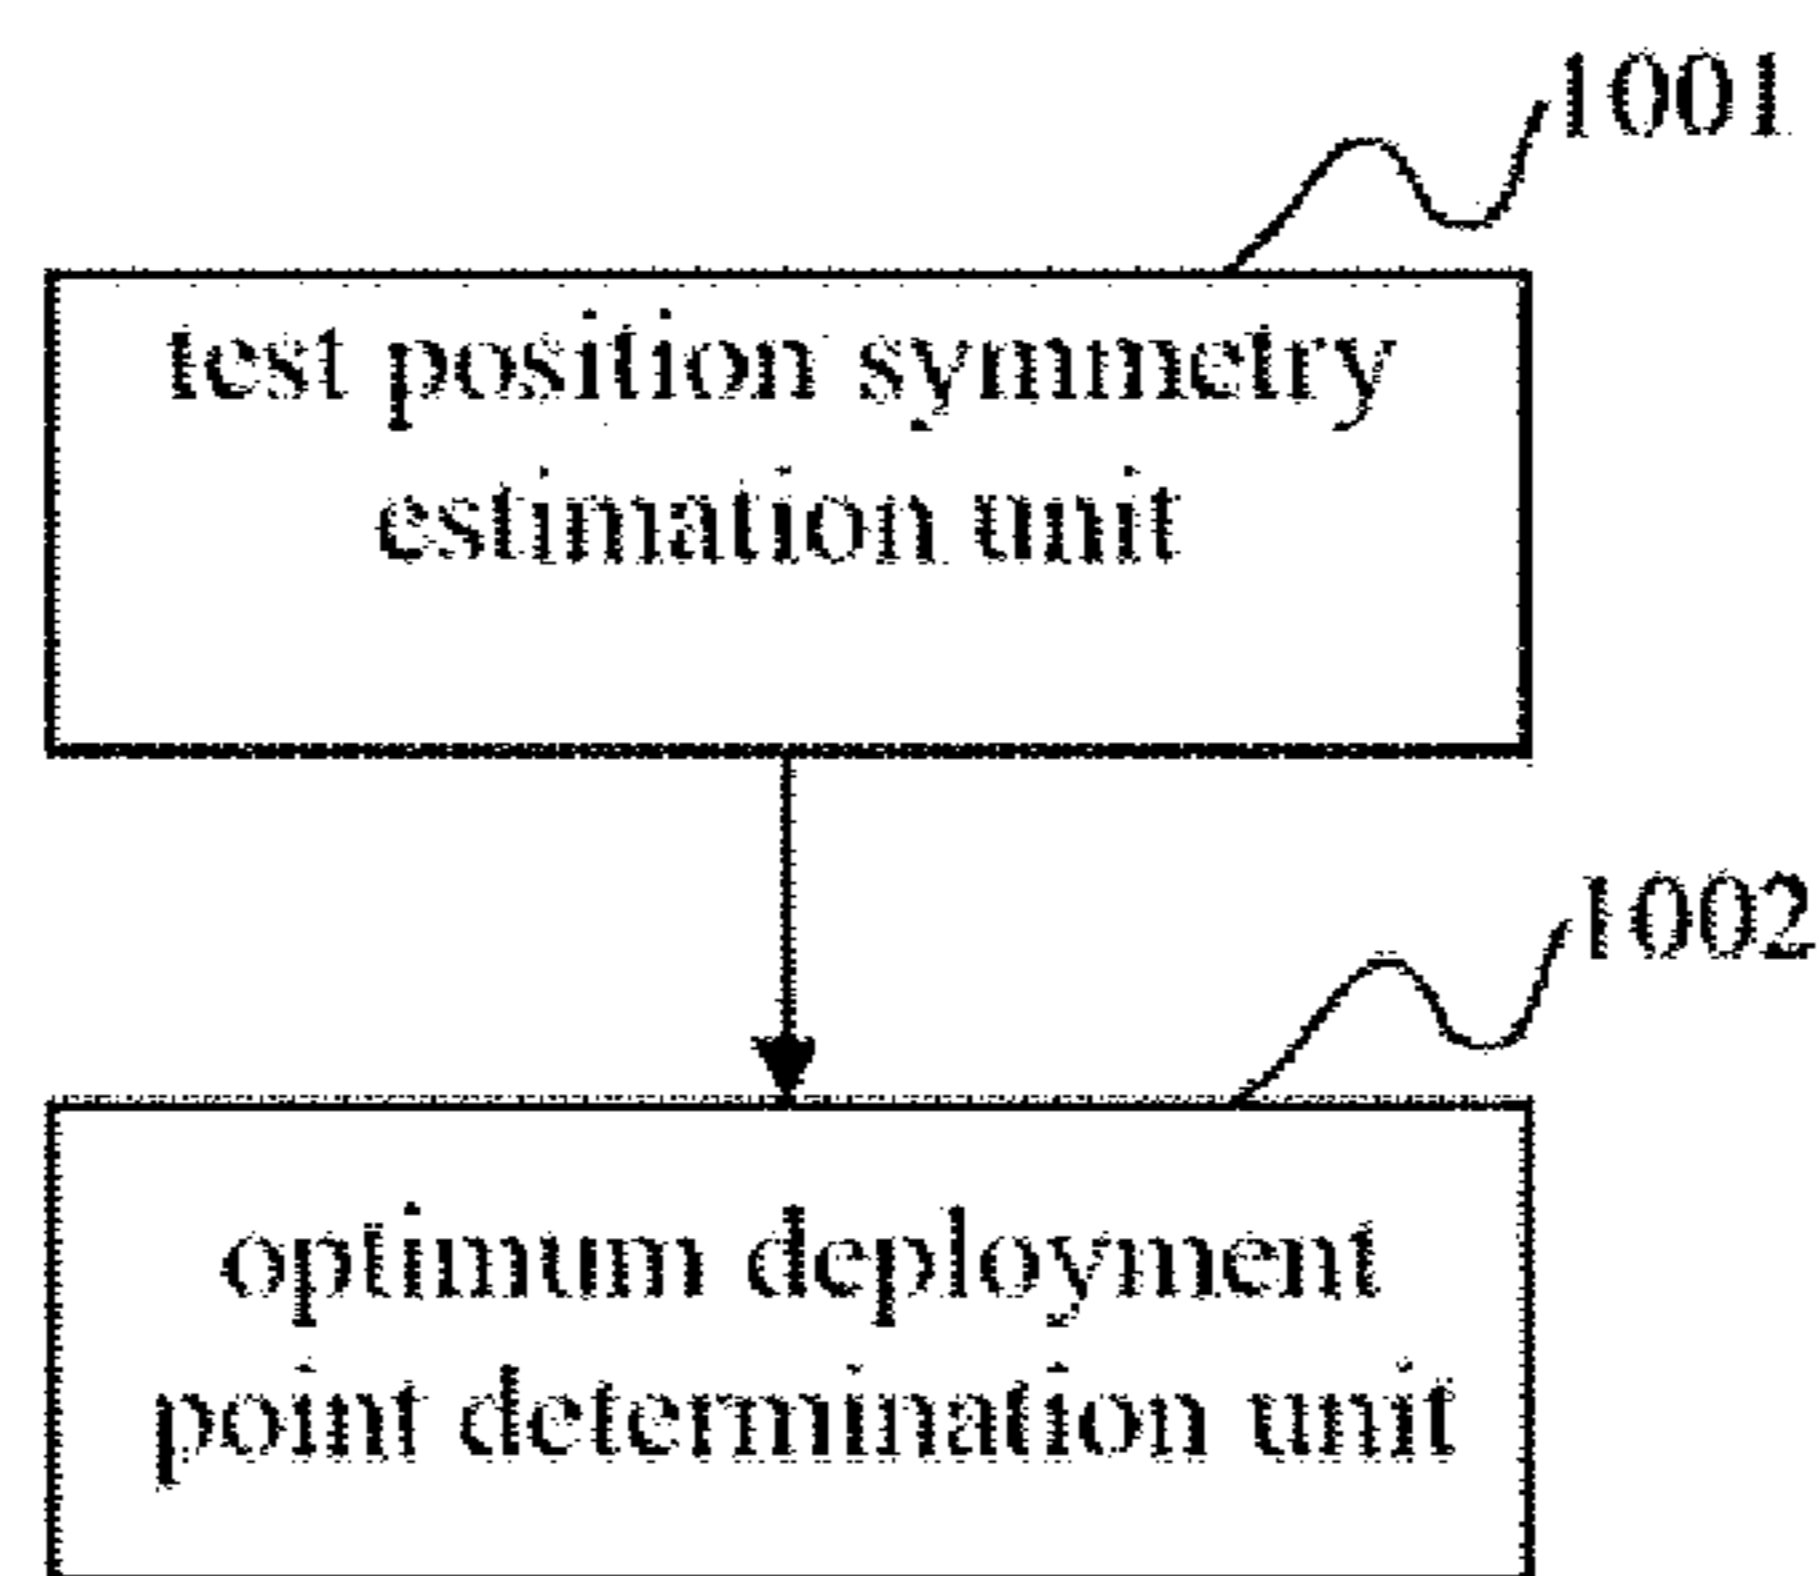 1001
test position symmetry
estimation unit
1002
optimum deployment
point determination unit